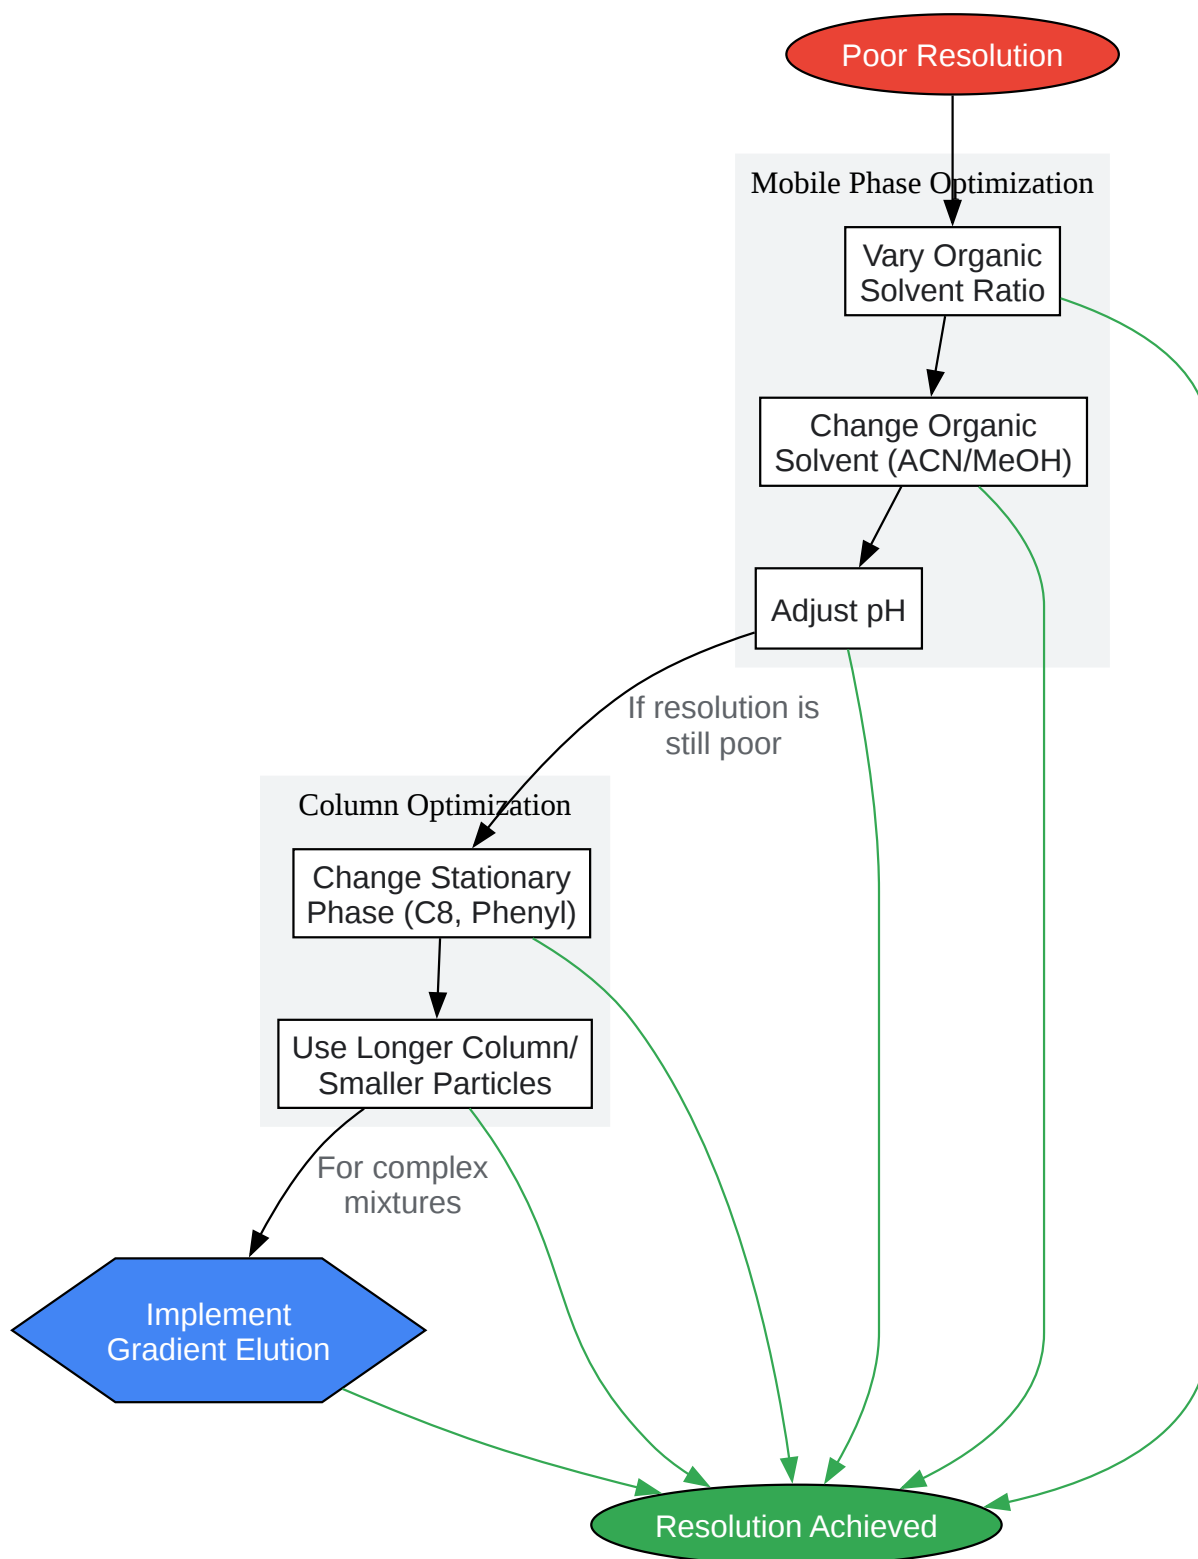 Poor Resolution
Mobile Phase Optimization
Vary Organic
Solvent Ratio
Change Organic
Solvent (ACN/MeOH)
Adjust pH
If resolution is
still poor
Column Optimization
Change Stationary
Phase (C8, Phenyl)
Use Longer Column/
Smaller Particles
For complex
mixtures
Implement
Gradient Elution
Resolution Achieved